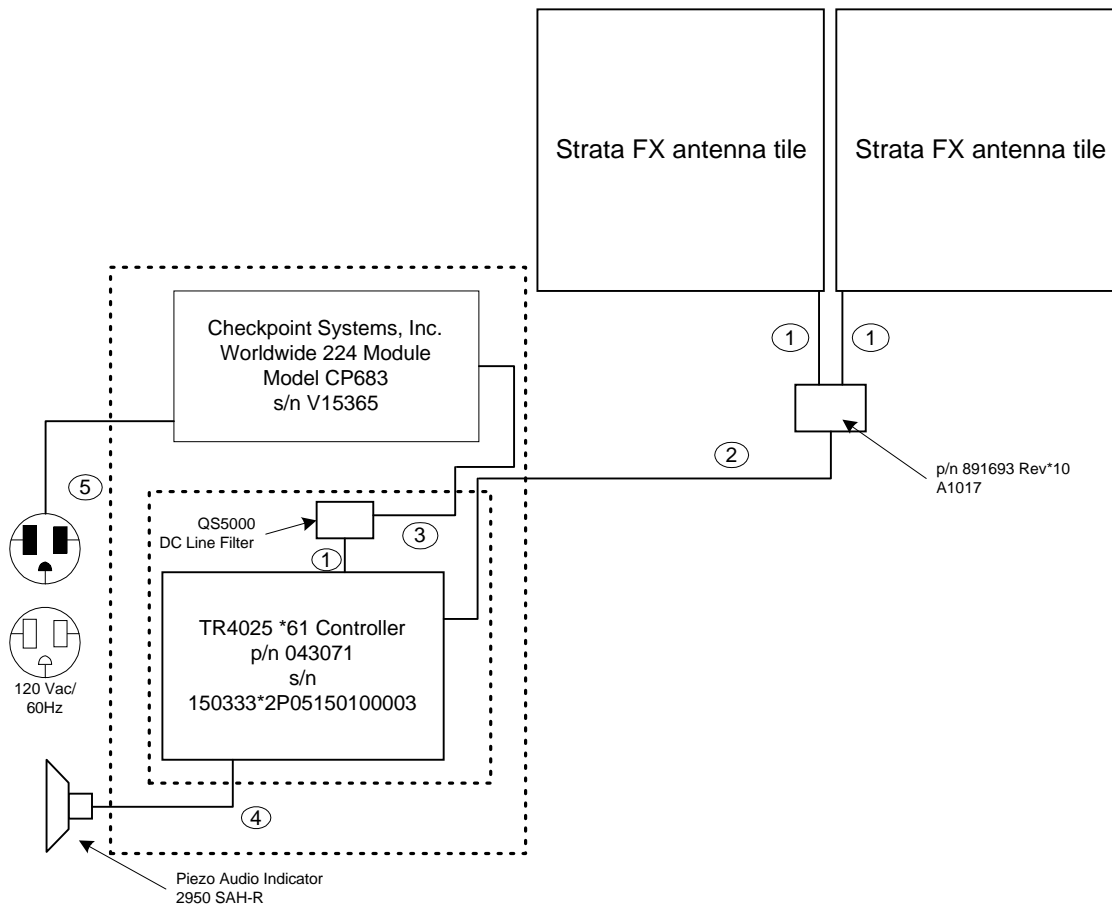 Strata FX antenna tile
Strata FX antenna tile
Checkpoint Systems, Inc.
Worldwide 224 Module
Model CP683
s/n V15365
1
1
2
p/n 891693 Rev*10
A1017
5
QS5000
DC Line Filter
3
1
TR4025 *61 Controller
p/n 043071
s/n
150333*2P05150100003
120 Vac/
60Hz
4
Piezo Audio Indicator
2950 SAH-R